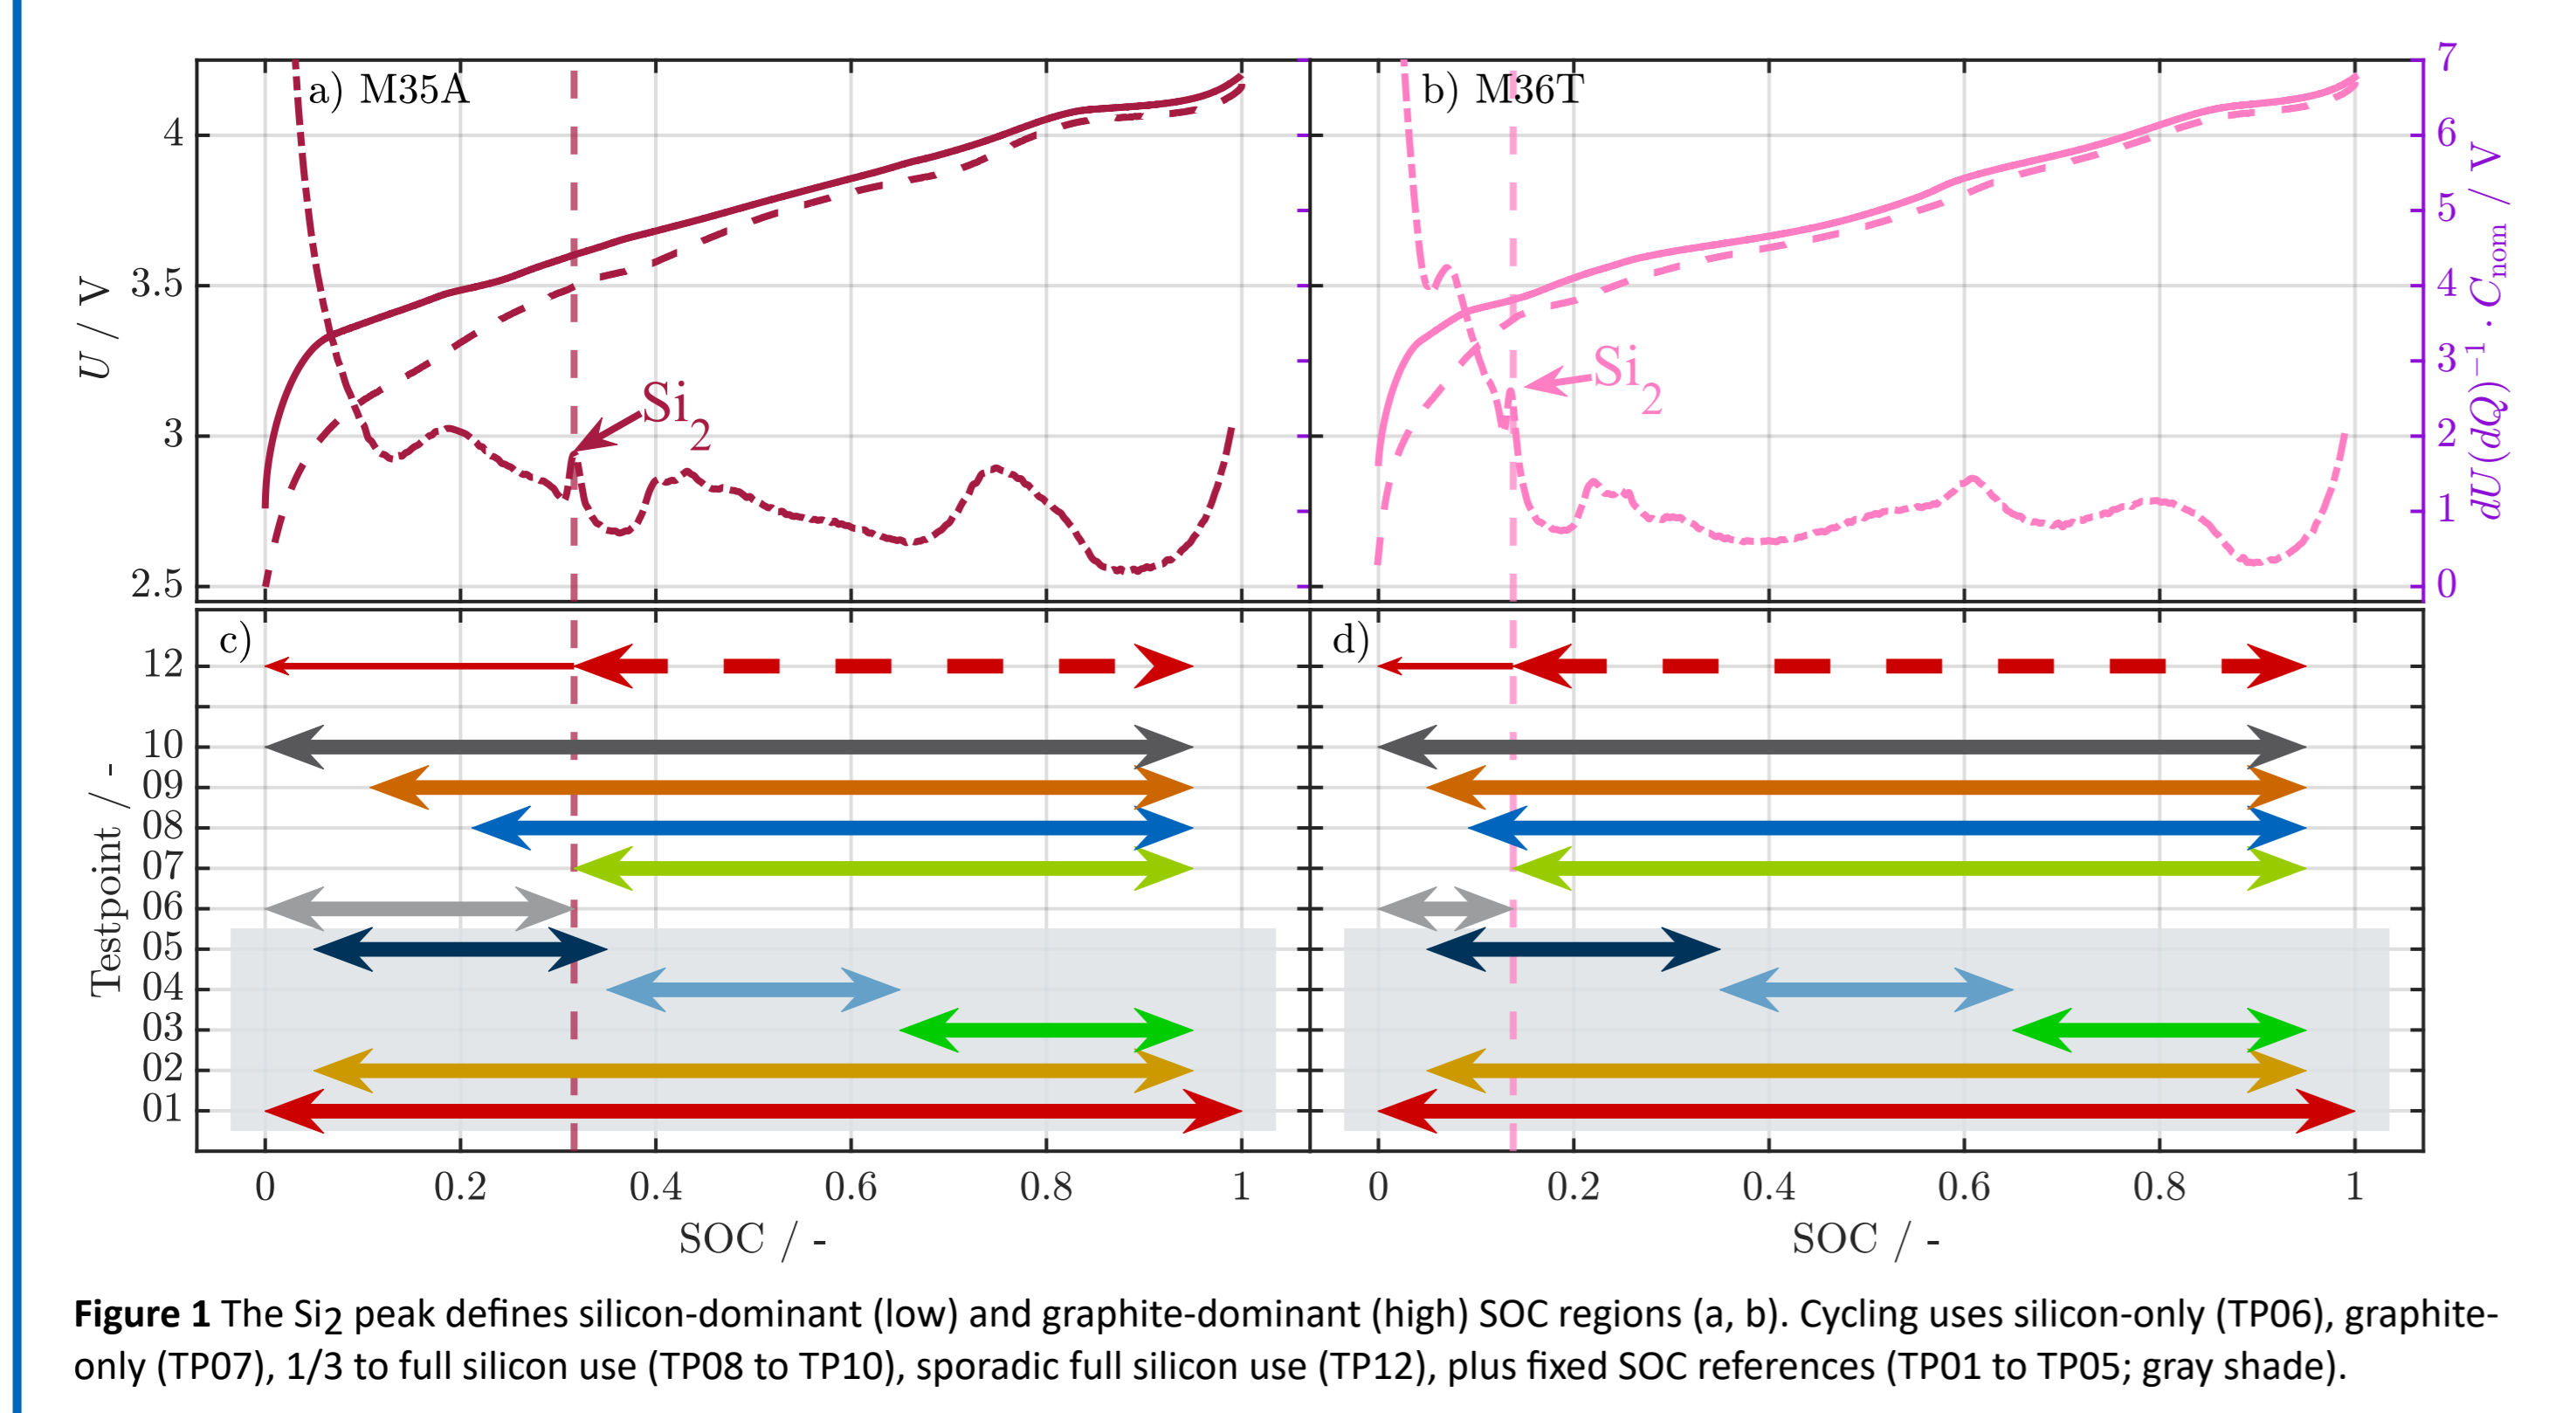 a) M35A
b) M36T
U / V
4
3.5
3
2.5
Si2
Si2
7
6
5
4
3
2
1
0
dU(dQ)⁻¹ · Cnom / V
c)
d)
Testpoint / -
12
10
09
08
07
06
05
04
03
02
01
0 0.2 0.4 0.6 0.8 1
0 0.2 0.4 0.6 0.8 1
SOC / -
SOC / -
Figure 1 The Si2 peak defines silicon-dominant (low) and graphite-dominant (high) SOC regions (a, b). Cycling uses silicon-only (TP06), graphite-
only (TP07), 1/3 to full silicon use (TP08 to TP10), sporadic full silicon use (TP12), plus fixed SOC references (TP01 to TP05; gray shade).